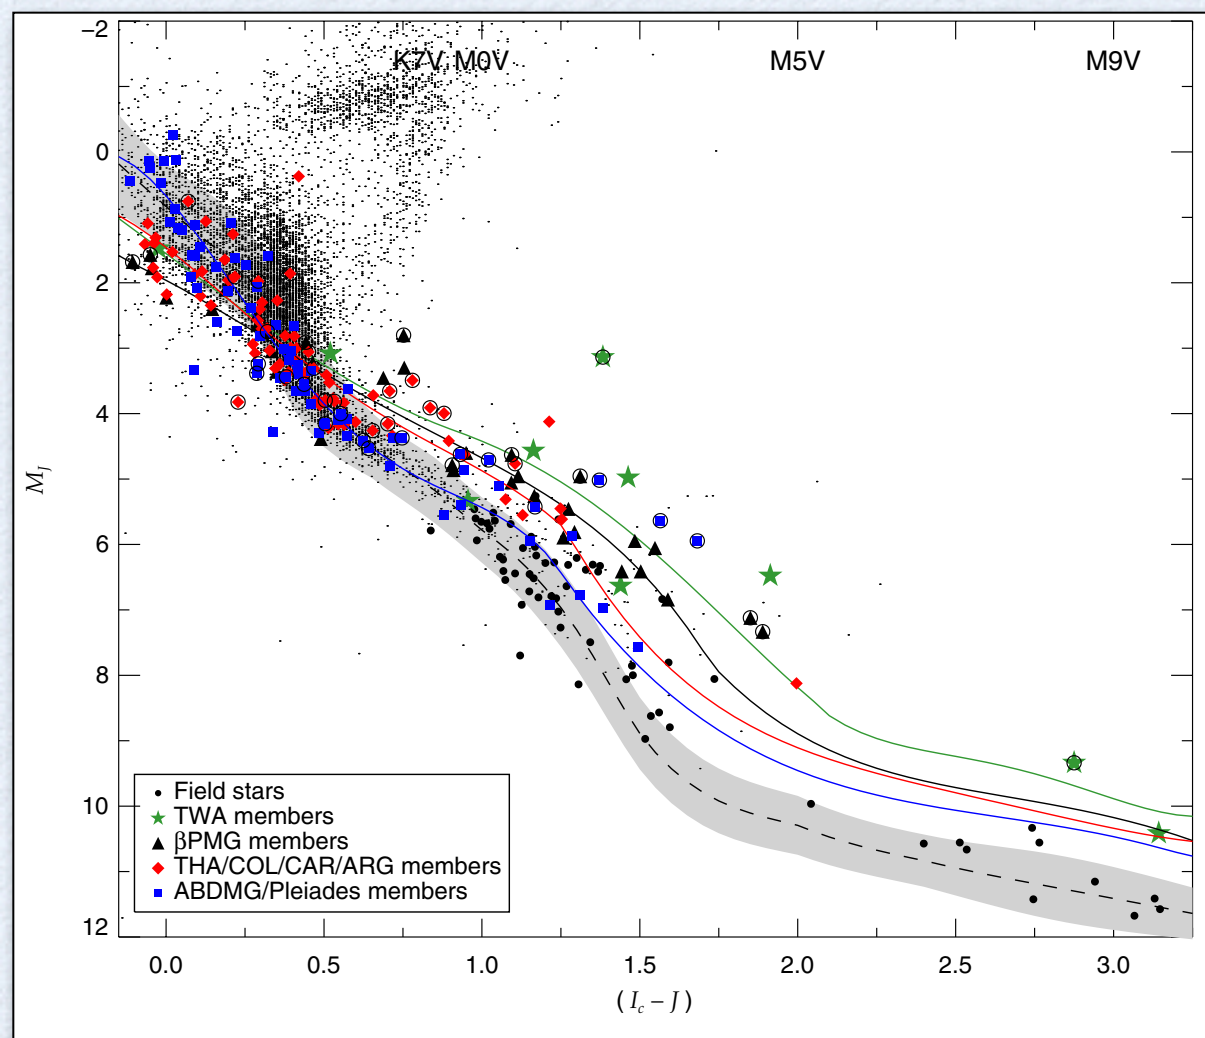 K7V M0V M5V M9V
−2
0
2
4
6
8
10
12
M_J
Field stars
TWA members
βPMG members
THA/COL/CAR/ARG members
ABDMG/Pleiades members
0.0 0.5 1.0 1.5 2.0 2.5 3.0
( I_c – J )